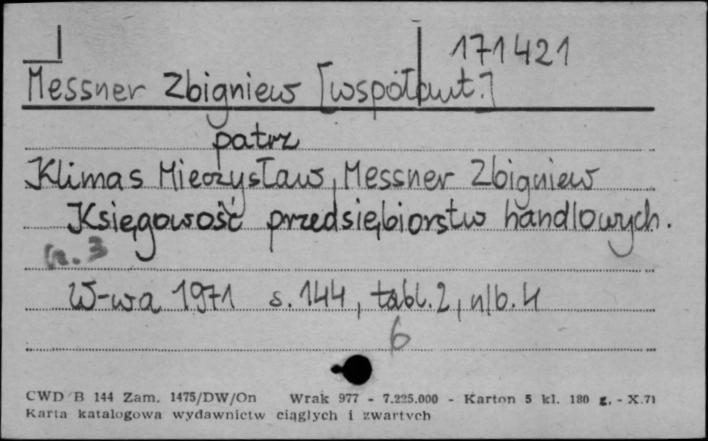 171421
Messner Zbigniew [współaut.]
patrz
Klimas Mieczysław, Messner Zbigniew
Księgowość przedsiębiorstw handlowych.
cz. 3
W-wa 1971 s. 144, tabl. 2, nlb. 4
6
CWD B 144 Zam. 1475/DW/On Wrak 977 - 7.225.000 - Karton 5 kl. 180 g. - X.71
Karta katalogowa wydawnictw ciągłych i zwartych